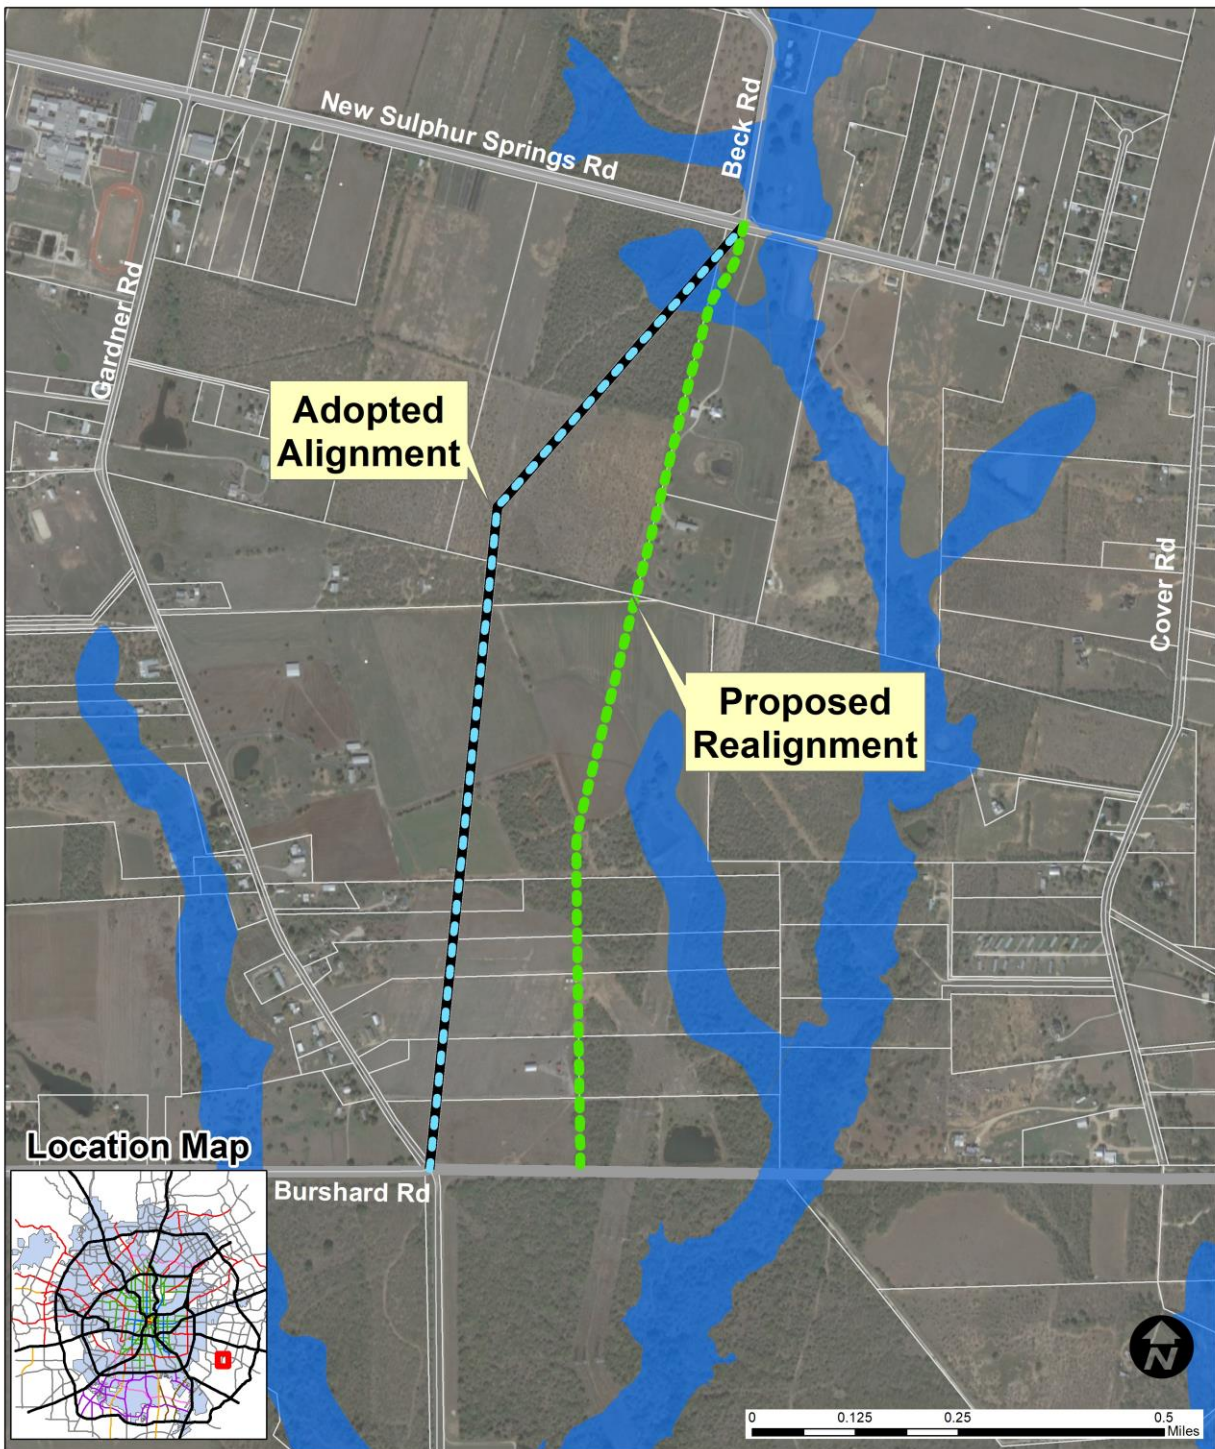 New Sulphur Springs Rd
Beck Rd
Gardner Rd
Adopted
Alignment
Cover Rd
Proposed
Realignment
Location Map
Burshard Rd
N
0 0.125 0.25 0.5
Miles